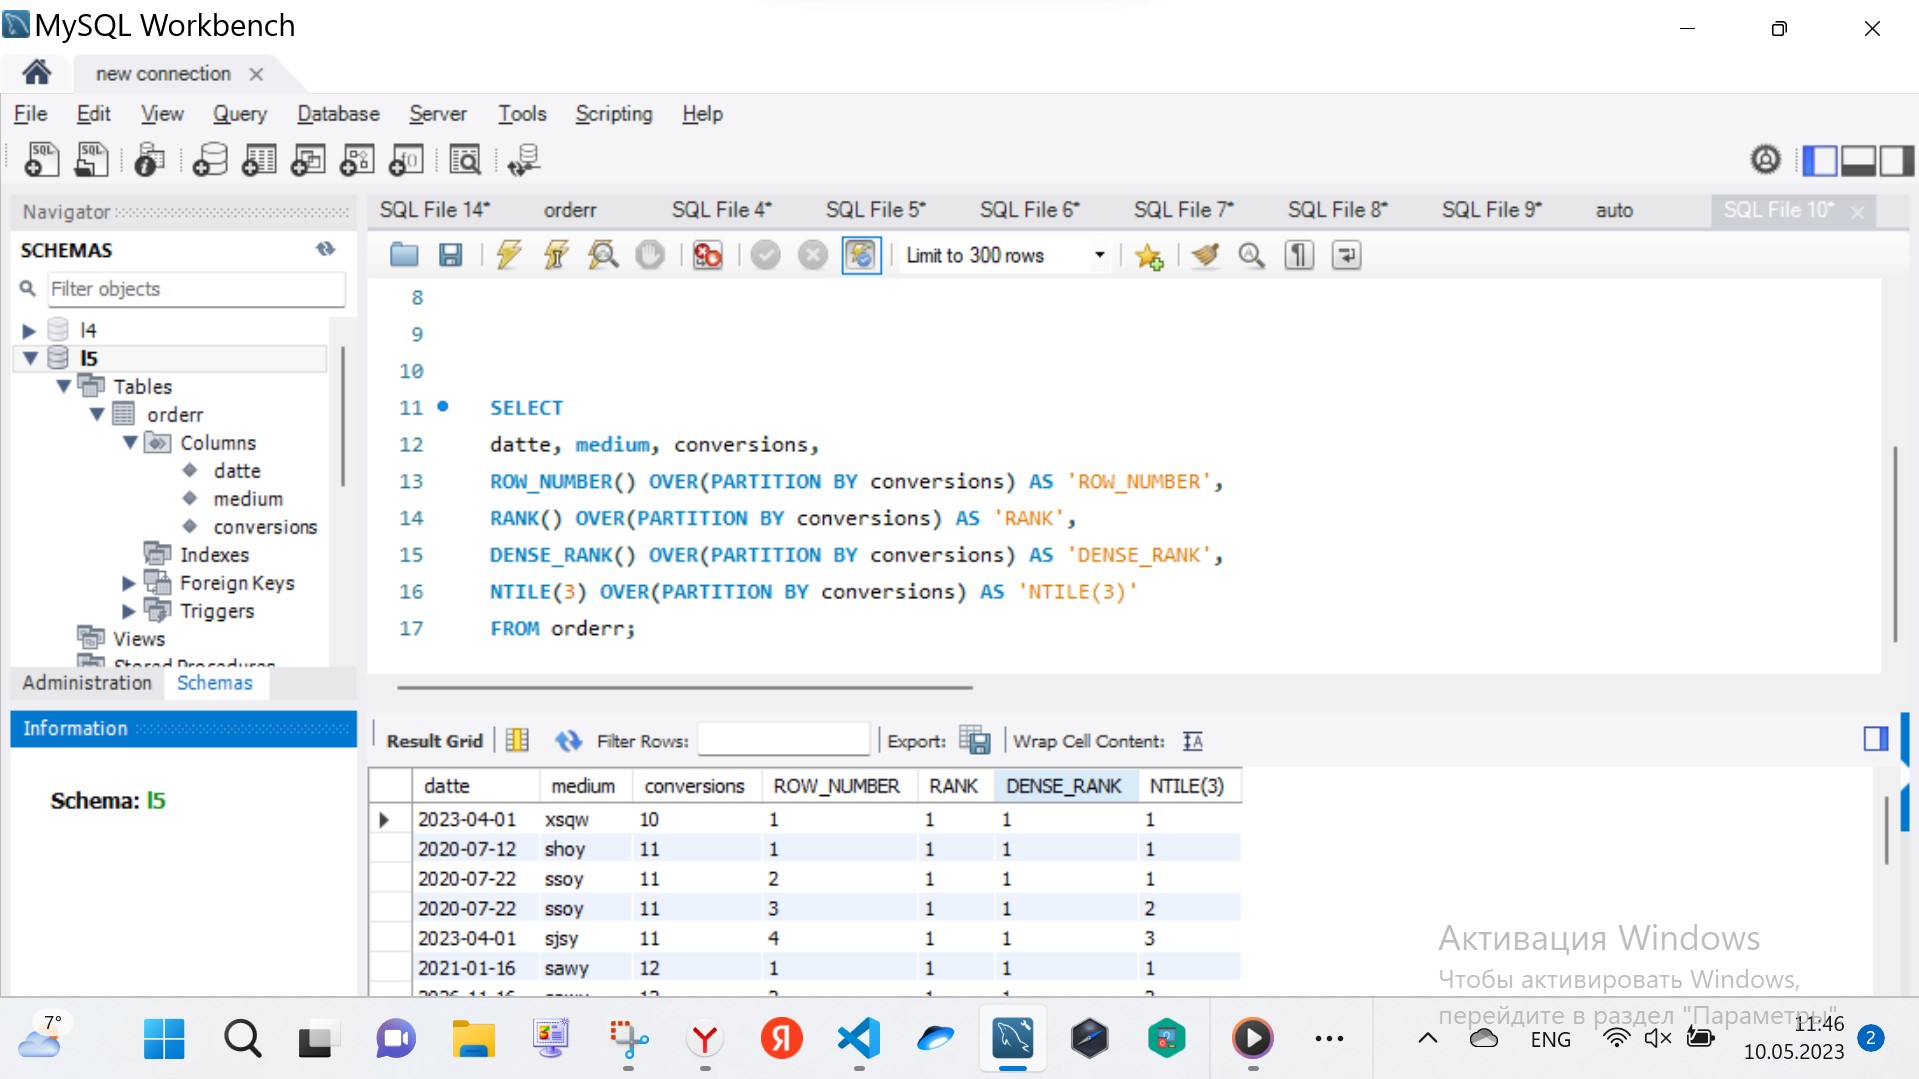 MySQL Workbench
new connection
File Edit View Query Database Server Tools Scripting Help
Navigator
SCHEMAS
Filter objects
l4
l5
Tables
orderr
Columns
datte
medium
conversions
Indexes
Foreign Keys
Triggers
Views
Stored Procedures
Administration Schemas
Information
Schema: l5
SQL File 14* orderr SQL File 4* SQL File 5* SQL File 6* SQL File 7* SQL File 8* SQL File 9* auto SQL File 10*
Limit to 300 rows
8
9
10
11 SELECT
12 datte, medium, conversions,
13 ROW_NUMBER() OVER(PARTITION BY conversions) AS 'ROW_NUMBER',
14 RANK() OVER(PARTITION BY conversions) AS 'RANK',
15 DENSE_RANK() OVER(PARTITION BY conversions) AS 'DENSE_RANK',
16 NTILE(3) OVER(PARTITION BY conversions) AS 'NTILE(3)'
17 FROM orderr;
Result Grid Filter Rows: Export: Wrap Cell Content:
datte medium conversions ROW_NUMBER RANK DENSE_RANK NTILE(3)
2023-04-01 xsqw 10 1 1 1 1
2020-07-12 shoy 11 1 1 1 1
2020-07-22 ssoy 11 2 1 1 1
2020-07-22 ssoy 11 3 1 1 2
2023-04-01 sjsy 11 4 1 1 3
2021-01-16 sawy 12 1 1 1 1
Активация Windows
Чтобы активировать Windows,
перейдите в раздел "Параметры".
7°
ENG
11:46
10.05.2023
2